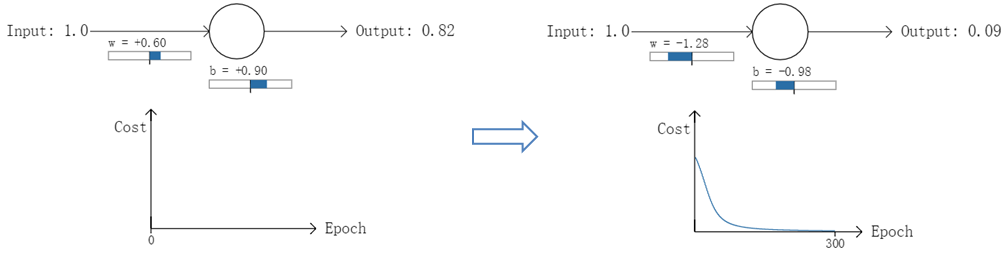 Input: 1.0
w = +0.60
Output: 0.82
b = +0.90
Cost
Epoch
0
Input: 1.0
w = −1.28
Output: 0.09
b = −0.98
Cost
Epoch
300